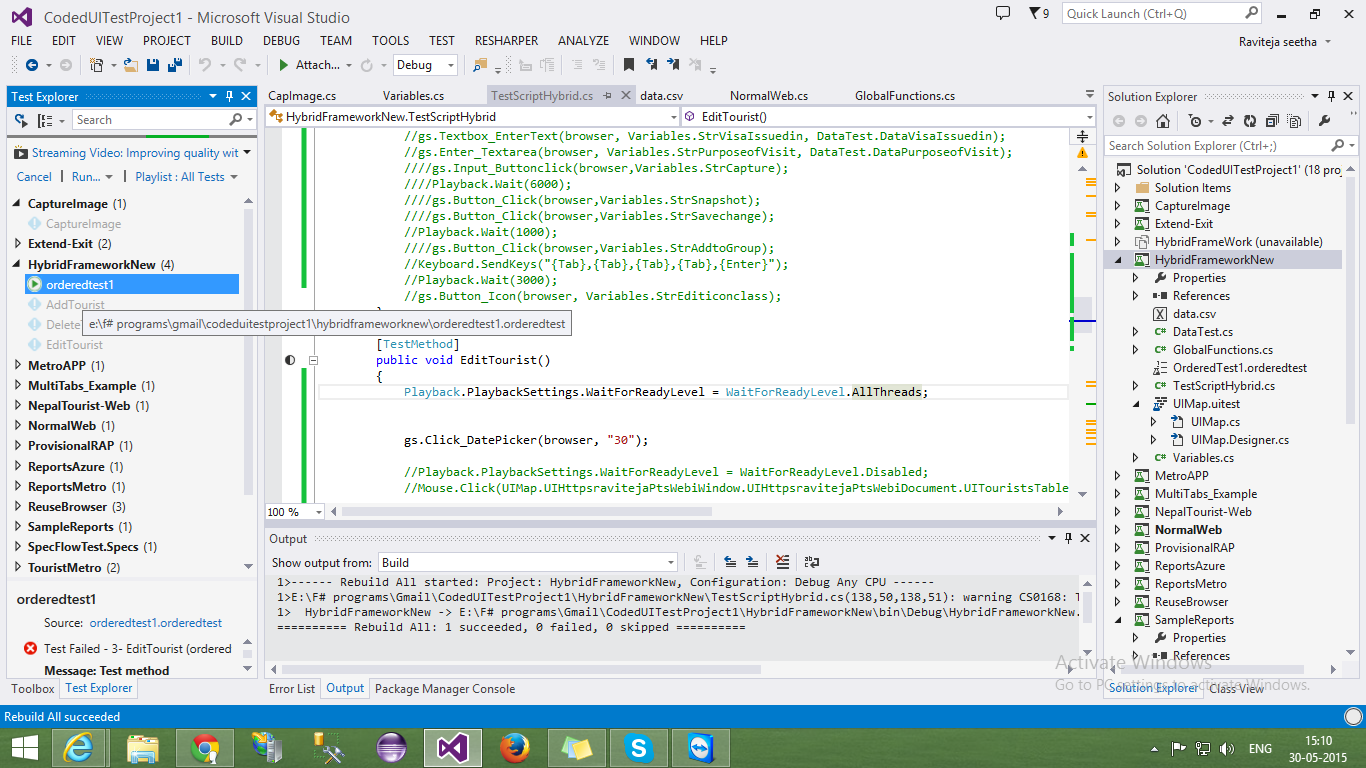 CodedUITestProject1 - Microsoft Visual Studio
9
Quick Launch (Ctrl+Q)
FILE EDIT VIEW PROJECT BUILD DEBUG TEAM TOOLS TEST RESHARPER ANALYZE WINDOW HELP
Raviteja seetha
Attach...
Debug
Test Explorer
Search
Streaming Video: Improving quality wit
Cancel | Run... | Playlist : All Tests
CaptureImage (1)
CaptureImage
Extend-Exit (2)
HybridFrameworkNew (4)
orderedtest1
AddTourist
Delete
EditTourist
MetroAPP (1)
MultiTabs_Example (1)
NepalTourist-Web (1)
NormalWeb (1)
ProvisionalRAP (1)
ReportsAzure (1)
ReportsMetro (1)
ReuseBrowser (3)
SampleReports (1)
SpecFlowTest.Specs (1)
TouristMetro (2)
orderedtest1
Source: orderedtest1.orderedtest
Test Failed - 3- EditTourist (ordered
Message: Test method
Toolbox Test Explorer
CapImage.cs Variables.cs TestScriptHybrid.cs data.csv NormalWeb.cs GlobalFunctions.cs
HybridFrameworkNew.TestScriptHybrid
EditTourist()
//gs.Textbox_EnterText(browser, Variables.StrVisaIssuedin, DataTest.DataVisaIssuedin);
//gs.Enter_Textarea(browser, Variables.StrPurposeofVisit, DataTest.DataPurposeofVisit);
////gs.Input_Buttonclick(browser,Variables.StrCapture);
////Playback.Wait(6000);
////gs.Button_Click(browser,Variables.StrSnapshot);
////gs.Button_Click(browser,Variables.StrSavechange);
//Playback.Wait(1000);
////gs.Button_Click(browser,Variables.StrAddtoGroup);
//Keyboard.SendKeys("{Tab},{Tab},{Tab},{Tab},{Enter}");
//Playback.Wait(3000);
//gs.Button_Icon(browser, Variables.StrEditiconclass);
e:\f# programs\gmail\codeduitestproject1\hybridframeworknew\orderedtest1.orderedtest
[TestMethod]
public void EditTourist()
{
Playback.PlaybackSettings.WaitForReadyLevel = WaitForReadyLevel.AllThreads;
gs.Click_DatePicker(browser, "30");
//Playback.PlaybackSettings.WaitForReadyLevel = WaitForReadyLevel.Disabled;
//Mouse.Click(UIMap.UIHttpsravitejaPtsWebiWindow.UIHttpsravitejaPtsWebiDocument.UITouristsTable
100 %
Output
Show output from: Build
1>------ Rebuild All started: Project: HybridFrameworkNew, Configuration: Debug Any CPU ------
1>E:\F# programs\Gmail\CodedUITestProject1\HybridFrameworkNew\TestScriptHybrid.cs(138,50,138,51): warning CS0168: T
1> HybridFrameworkNew -> E:\F# programs\Gmail\CodedUITestProject1\HybridFrameworkNew\bin\Debug\HybridFrameworkNew.
========== Rebuild All: 1 succeeded, 0 failed, 0 skipped ==========
Error List Output Package Manager Console
Solution Explorer
Search Solution Explorer (Ctrl+;)
Solution 'CodedUITestProject1' (18 proj
Solution Items
CaptureImage
Extend-Exit
HybridFrameWork (unavailable)
HybridFrameworkNew
Properties
References
data.csv
DataTest.cs
GlobalFunctions.cs
OrderedTest1.orderedtest
TestScriptHybrid.cs
UIMap.uitest
UIMap.cs
UIMap.Designer.cs
Variables.cs
MetroAPP
MultiTabs_Example
NepalTourist-Web
NormalWeb
ProvisionalRAP
ReportsAzure
ReportsMetro
ReuseBrowser
SampleReports
Properties
References
Activate Windows
Go to PC settings to activate Windows.
Solution Explorer Class View
Rebuild All succeeded
ENG
15:10
30-05-2015